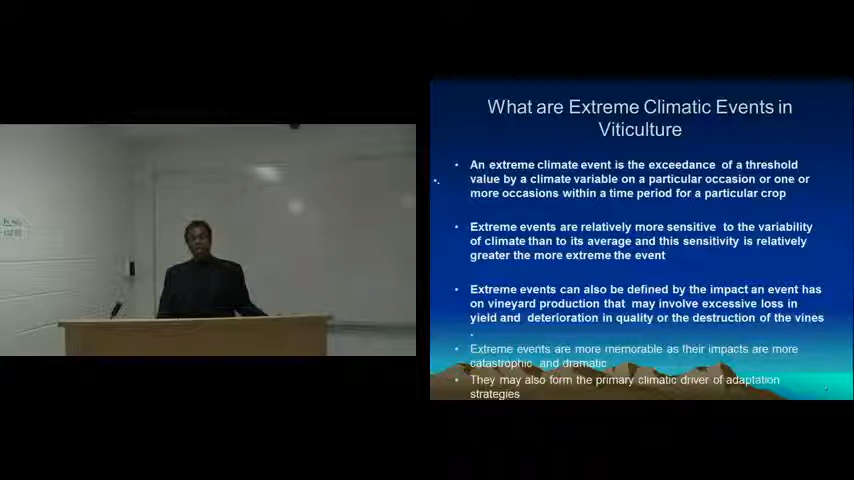 What are Extreme Climatic Events in
Viticulture
• An extreme climate event is the exceedance of a threshold
value by a climate variable on a particular occasion or one or
more occasions within a time period for a particular crop
• Extreme events are relatively more sensitive to the variability
of climate than to its average and this sensitivity is relatively
greater the more extreme the event
• Extreme events can also be defined by the impact an event has
on vineyard production that may involve excessive loss in
yield and deterioration in quality or the destruction of the vines
.
• Extreme events are more memorable as their impacts are more
catastrophic and dramatic
• They may also form the primary climatic driver of adaptation
strategies